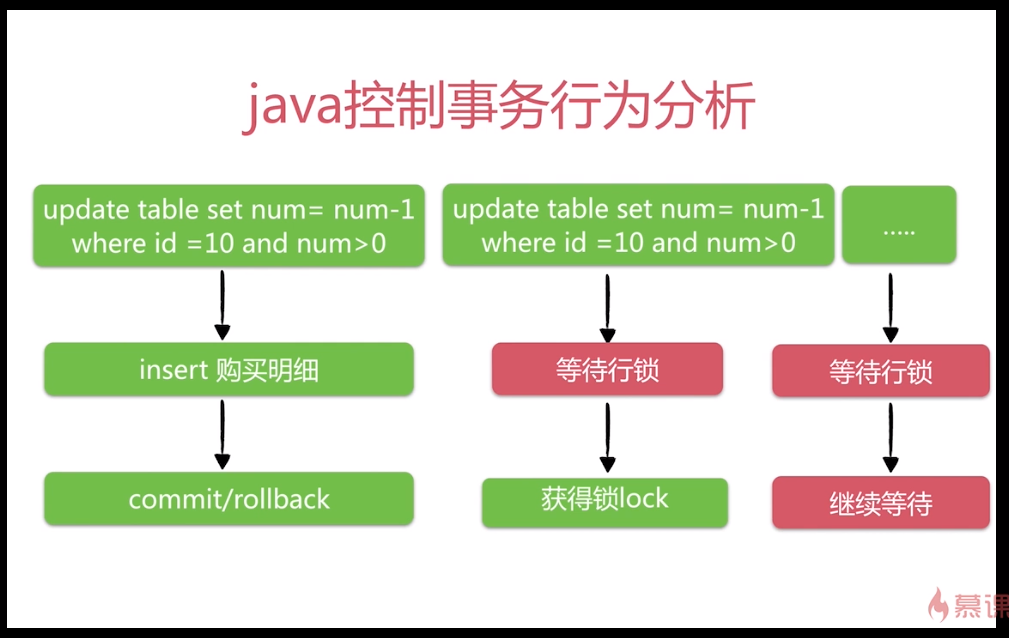 java控制事务行为分析
update table set num= num-1
where id =10 and num>0
update table set num= num-1
where id =10 and num>0
.....
insert 购买明细
等待行锁
等待行锁
commit/rollback
获得锁lock
继续等待
慕课